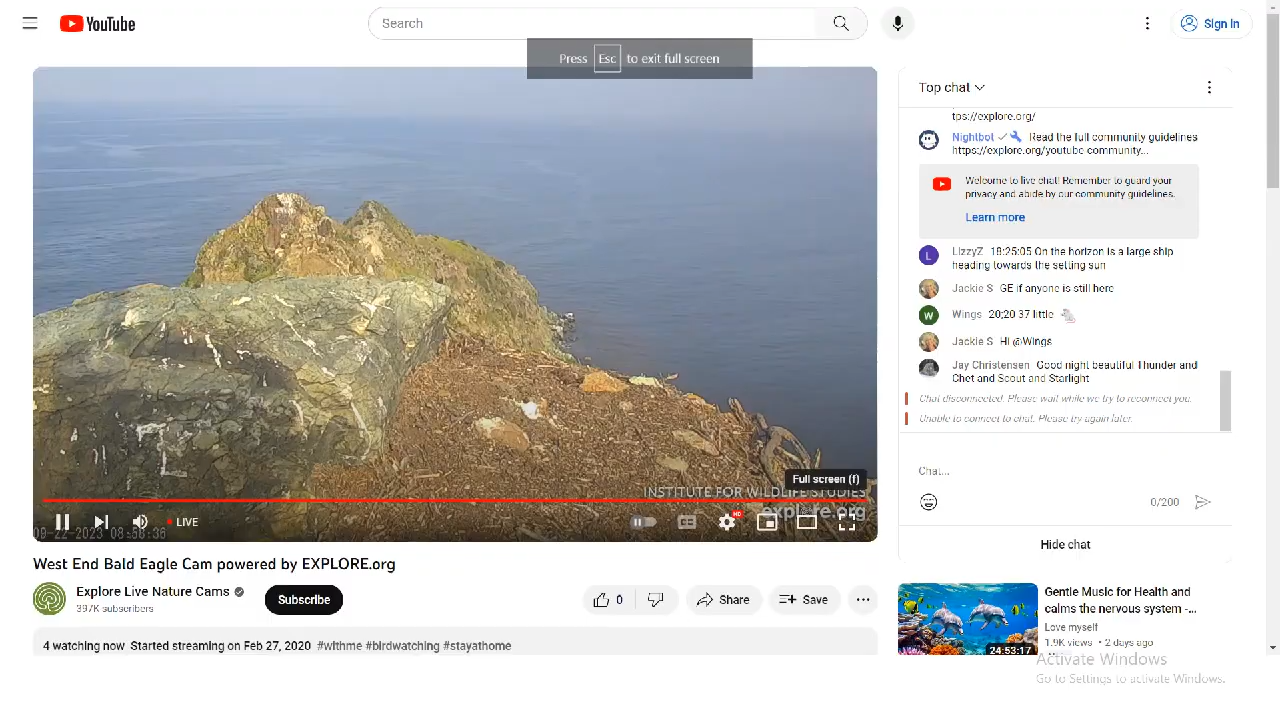 YouTube
Search
Sign in
Press Esc to exit full screen
Top chat
tps://explore.org/
Nightbot Read the full community guidelines
https://explore.org/youtube-community...
Welcome to live chat! Remember to guard your
privacy and abide by our community guidelines.
Learn more
LizzyZ 18:25:05 On the horizon is a large ship
heading towards the setting sun
Jackie S GE if anyone is still here
Wings 20;20 37 little
Jackie S Hi @Wings
Jay Christensen Good night beautiful Thunder and
Chet and Scout and Starlight
Chat disconnected. Please wait while we try to reconnect you.
Unable to connect to chat. Please try again later.
Chat...
0/200
Hide chat
Full screen (f)
INSTITUTE FOR WILDLIFE STUDIES
explore.org
LIVE
CC
HD
09-22-2023 08:58:36
West End Bald Eagle Cam powered by EXPLORE.org
Explore Live Nature Cams
397K subscribers
Subscribe
0
Share
Save
4 watching now Started streaming on Feb 27, 2020 #withme #birdwatching #stayathome
Gentle Music for Health and
calms the nervous system -...
Love myself
1.9K views • 2 days ago
24:53:17
Activate Windows
Go to Settings to activate Windows.